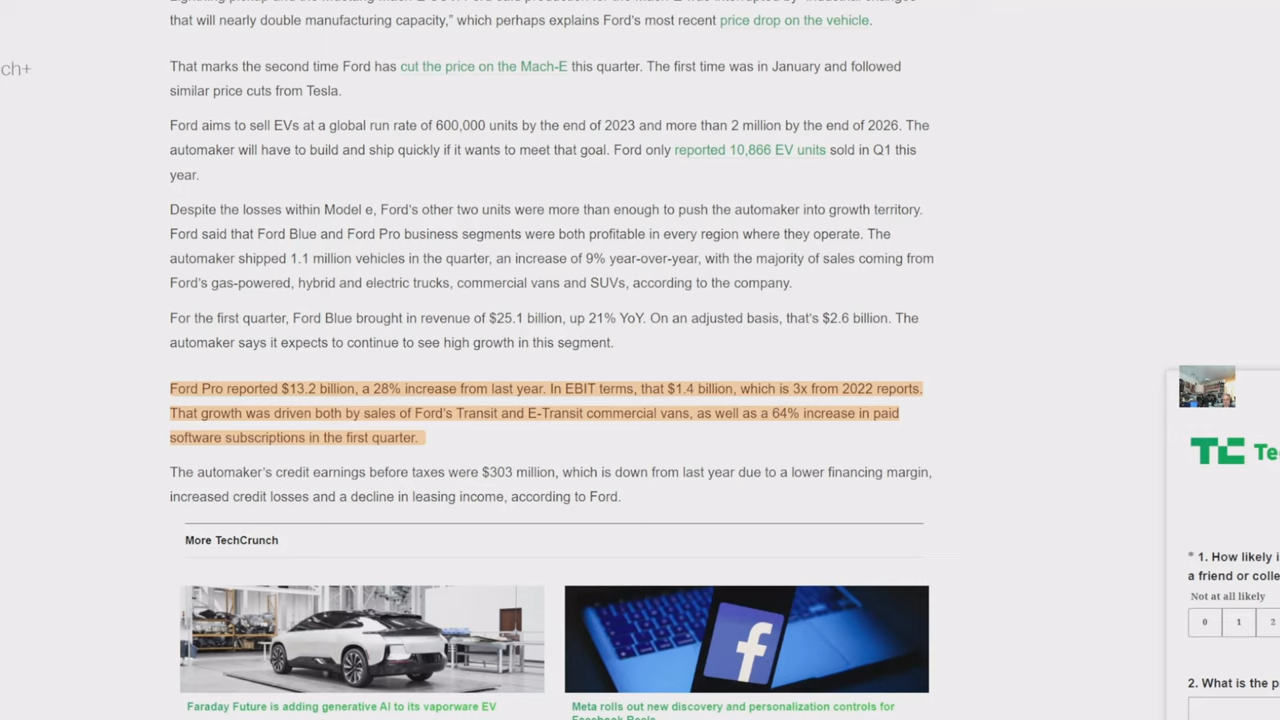 that will nearly double manufacturing capacity," which perhaps explains Ford's most recent price drop on the vehicle.
ch+
That marks the second time Ford has cut the price on the Mach-E this quarter. The first time was in January and followed
similar price cuts from Tesla.
Ford aims to sell EVs at a global run rate of 600,000 units by the end of 2023 and more than 2 million by the end of 2026. The
automaker will have to build and ship quickly if it wants to meet that goal. Ford only reported 10,866 EV units sold in Q1 this
year.
Despite the losses within Model e, Ford's other two units were more than enough to push the automaker into growth territory.
Ford said that Ford Blue and Ford Pro business segments were both profitable in every region where they operate. The
automaker shipped 1.1 million vehicles in the quarter, an increase of 9% year-over-year, with the majority of sales coming from
Ford's gas-powered, hybrid and electric trucks, commercial vans and SUVs, according to the company.
For the first quarter, Ford Blue brought in revenue of $25.1 billion, up 21% YoY. On an adjusted basis, that's $2.6 billion. The
automaker says it expects to continue to see high growth in this segment.
Ford Pro reported $13.2 billion, a 28% increase from last year. In EBIT terms, that $1.4 billion, which is 3x from 2022 reports.
That growth was driven both by sales of Ford's Transit and E-Transit commercial vans, as well as a 64% increase in paid
software subscriptions in the first quarter.
The automaker's credit earnings before taxes were $303 million, which is down from last year due to a lower financing margin,
increased credit losses and a decline in leasing income, according to Ford.
More TechCrunch
Faraday Future is adding generative AI to its vaporware EV
Meta rolls out new discovery and personalization controls for
Facebook Reels
TC Te
* 1. How likely i
a friend or colle
Not at all likely
0 1 2
2. What is the p